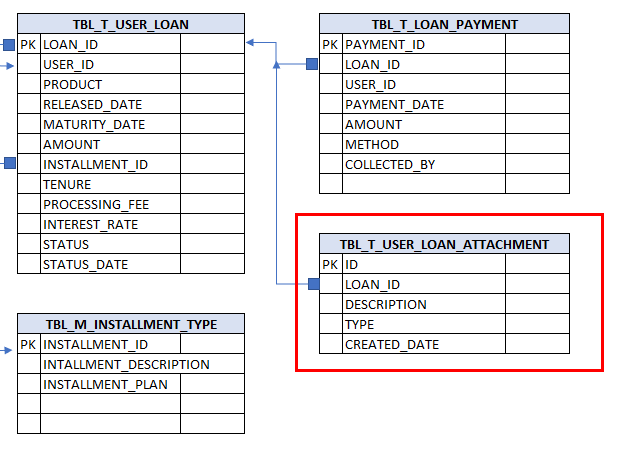 TBL_T_USER_LOAN
PK LOAN_ID
USER_ID
PRODUCT
RELEASED_DATE
MATURITY_DATE
AMOUNT
INSTALLMENT_ID
TENURE
PROCESSING_FEE
INTEREST_RATE
STATUS
STATUS_DATE
TBL_T_LOAN_PAYMENT
PK PAYMENT_ID
LOAN_ID
USER_ID
PAYMENT_DATE
AMOUNT
METHOD
COLLECTED_BY
TBL_T_USER_LOAN_ATTACHMENT
PK ID
LOAN_ID
DESCRIPTION
TYPE
CREATED_DATE
TBL_M_INSTALLMENT_TYPE
PK INSTALLMENT_ID
INTALLMENT_DESCRIPTION
INSTALLMENT_PLAN